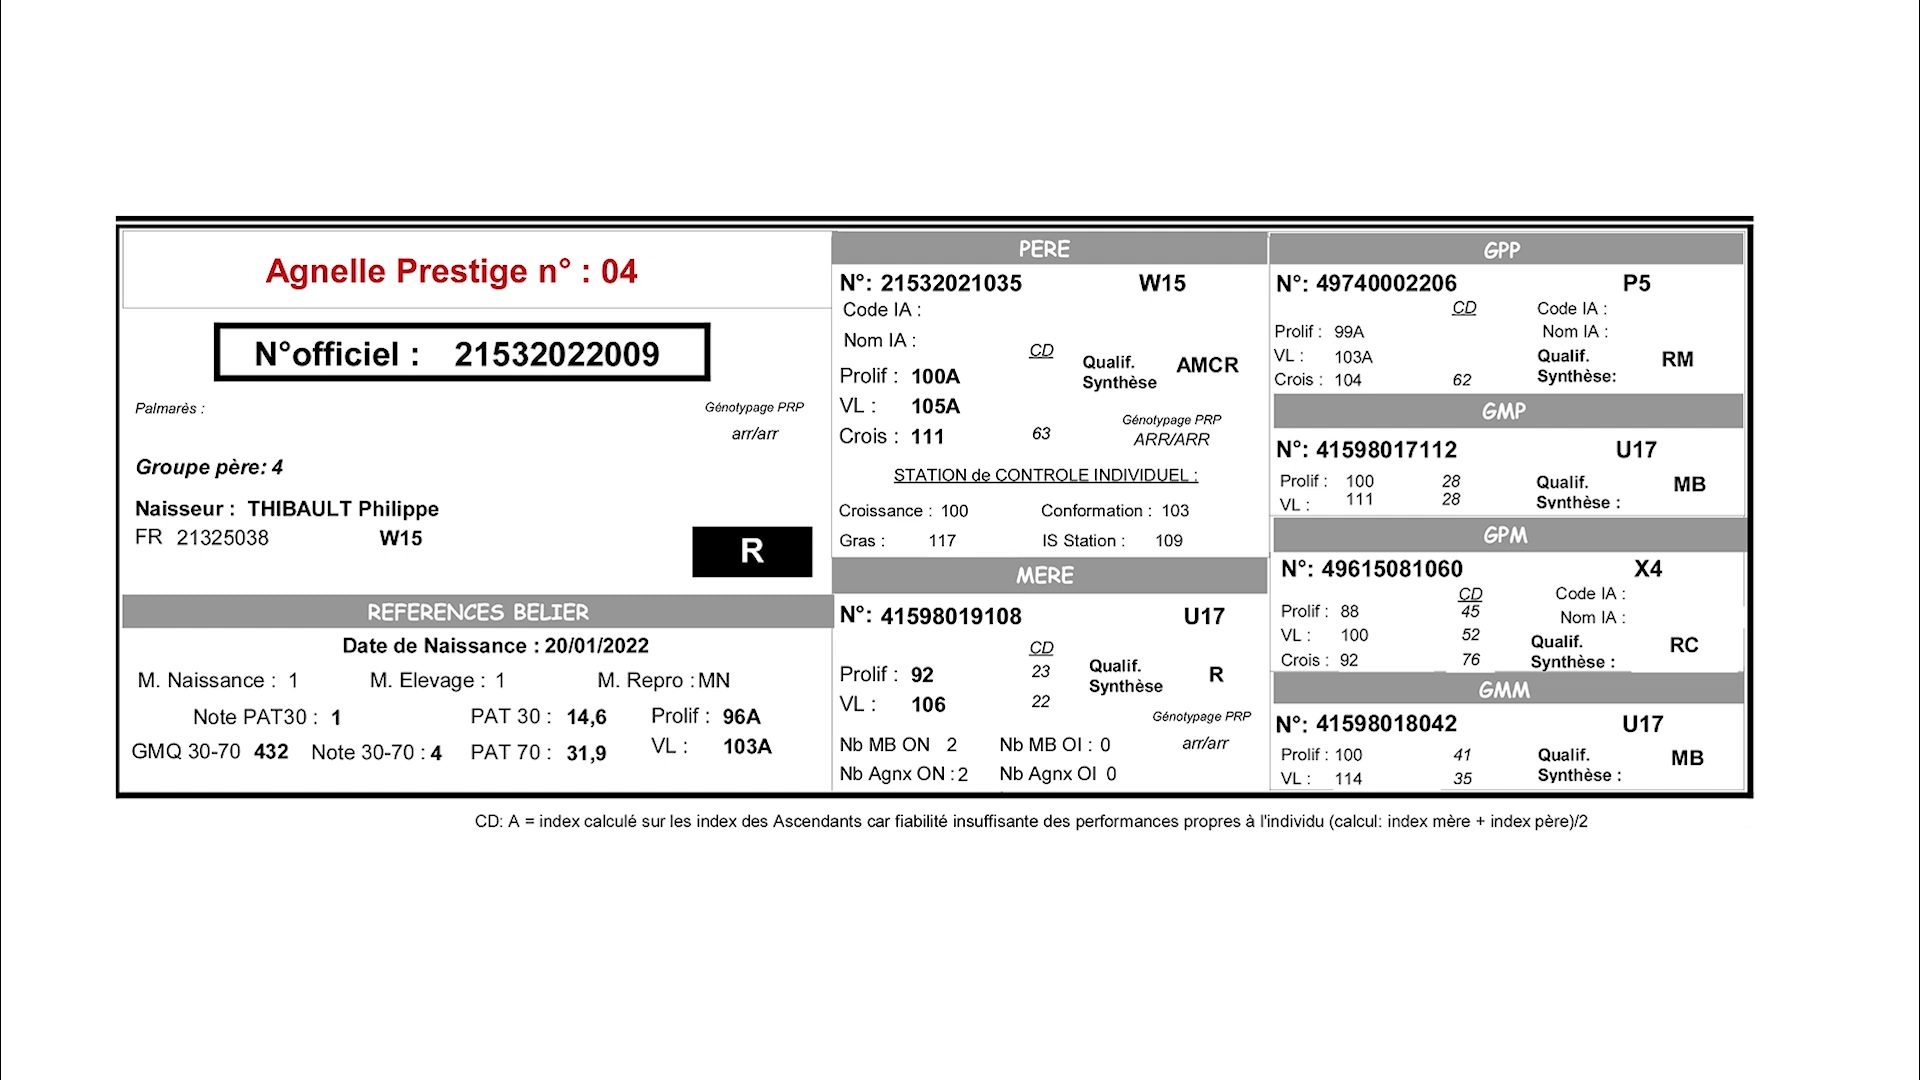 Agnelle Prestige n° : 04
N°officiel : 21532022009
Palmarès :
Génotypage PRP
arr/arr
Groupe père: 4
Naisseur : THIBAULT Philippe
FR 21325038 W15
R
REFERENCES BELIER
Date de Naissance : 20/01/2022
M. Naissance : 1 M. Elevage : 1 M. Repro : MN
Note PAT30 : 1 PAT 30 : 14,6 Prolif : 96A
GMQ 30-70 432 Note 30-70 : 4 PAT 70 : 31,9 VL : 103A
PERE
N°: 21532021035 W15
Code IA :
Nom IA :
CD
Qualif. Synthèse AMCR
Prolif : 100A
VL : 105A
Crois : 111 63
Génotypage PRP
ARR/ARR
STATION de CONTROLE INDIVIDUEL :
Croissance : 100 Conformation : 103
Gras : 117 IS Station : 109
MERE
N°: 41598019108 U17
CD
Prolif : 92 23
Qualif. Synthèse R
VL : 106 22
Génotypage PRP
arr/arr
Nb MB ON 2 Nb MB OI : 0
Nb Agnx ON : 2 Nb Agnx OI 0
GPP
N°: 49740002206 P5
CD Code IA :
Prolif : 99A Nom IA :
VL : 103A Qualif.
Crois : 104 62 Synthèse: RM
GMP
N°: 41598017112 U17
Prolif : 100 28 Qualif.
VL : 111 28 Synthèse : MB
GPM
N°: 49615081060 X4
CD Code IA :
Prolif : 88 45 Nom IA :
VL : 100 52 Qualif.
Crois : 92 76 Synthèse : RC
GMM
N°: 41598018042 U17
Prolif : 100 41 Qualif.
VL : 114 35 Synthèse : MB
CD: A = index calculé sur les index des Ascendants car fiabilité insuffisante des performances propres à l'individu (calcul: index mère + index père)/2